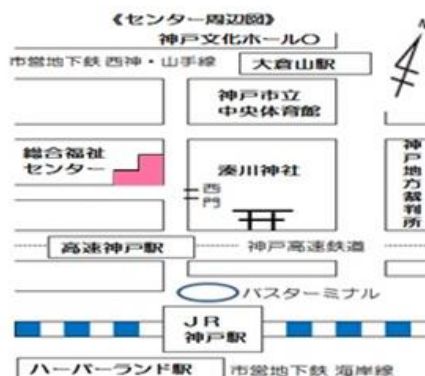 《センター周辺図》
神戸文化ホール〇
市営地下鉄 西神・山手線
大倉山駅
N
神戸市立
中央体育館
総合福祉
センター
湊川神社
西門
神戸地方裁判所
高速神戸駅
神戸高速鉄道
バスターミナル
JR
神戸駅
ハーバーランド駅
市営地下鉄 海岸線